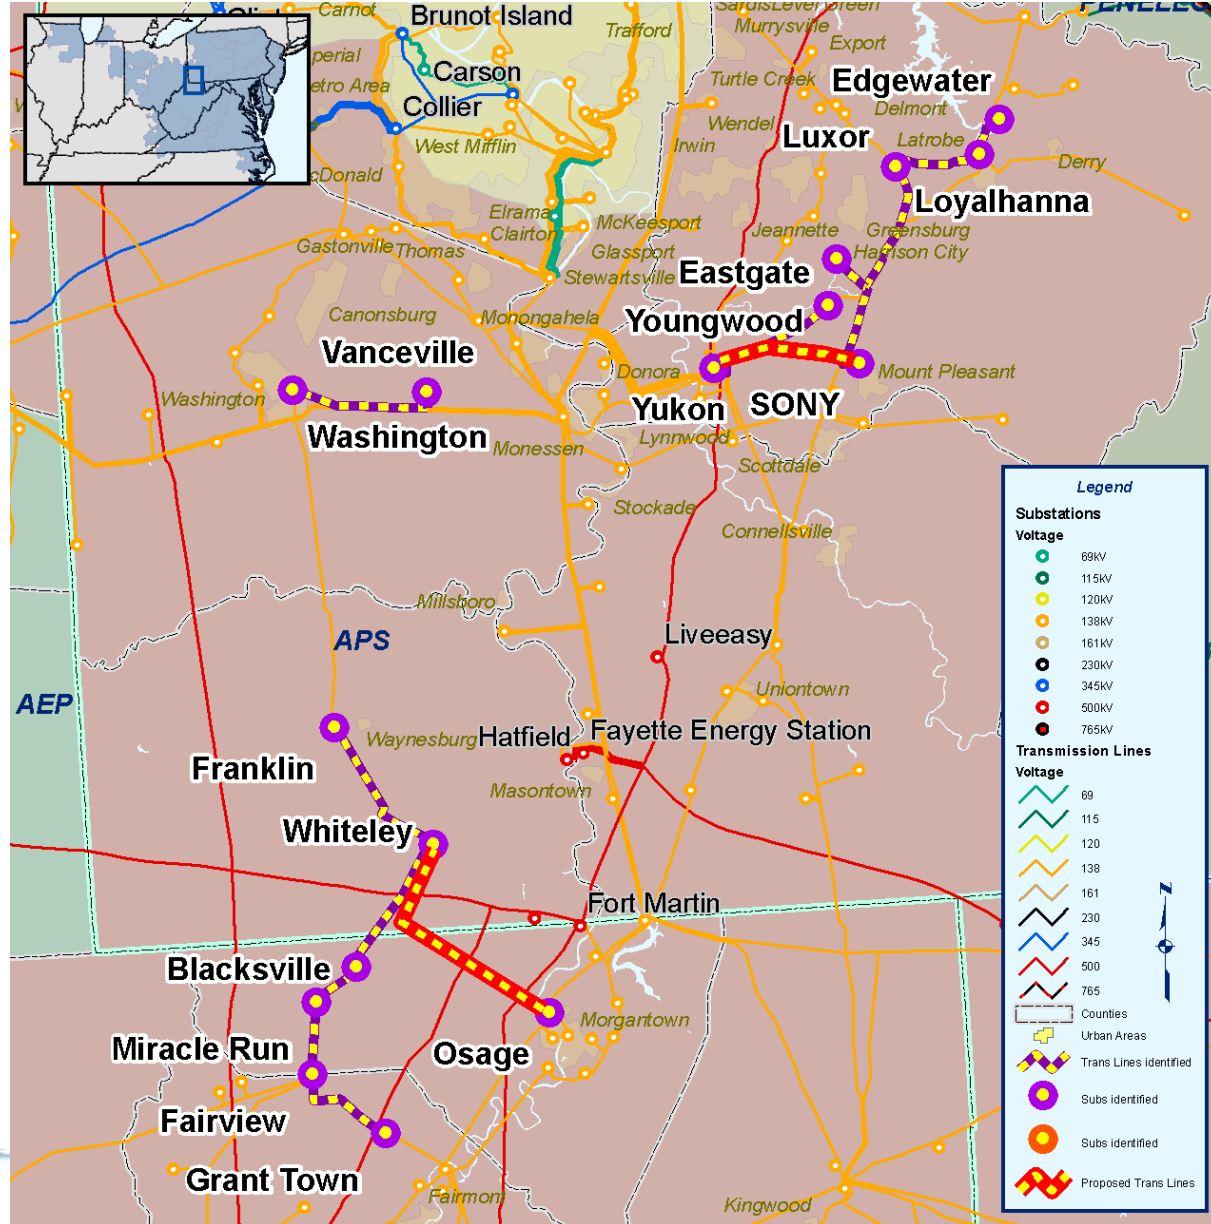 Brunot Island
Carnot
Trafford
Murrysville
Export
perial
Carson
Turtle Creek
Edgewater
etro Area
Collier
Delmont
Wendel
Luxor
Latrobe
West Mifflin
Irwin
Derry
cDonald
Loyalhanna
Elrama
McKeesport
Clairton
Jeannette
Greensburg
Gastonville
Thomas
Glassport
Harrison City
Eastgate
Stewartsville
Canonsburg
Monongahela
Youngwood
Vanceville
Donora
Mount Pleasant
Washington
Yukon
SONY
Washington
Lynnwood
Monessen
Scottdale
Stockade
Connellsville
Millsboro
APS
Liveeasy
AEP
Uniontown
Waynesburg
Hatfield
Fayette Energy Station
Franklin
Masontown
Whiteley
Fort Martin
Blacksville
Morgantown
Miracle Run
Osage
Fairview
Grant Town
Fairmont
Kingwood
Legend
Substations
Voltage
69kV
115kV
120kV
138kV
161kV
230kV
345kV
500kV
765kV
Transmission Lines
Voltage
69
115
120
138
161
230
345
500
765
Counties
Urban Areas
Trans Lines identified
Subs identified
Subs identified
Proposed Trans Lines
N